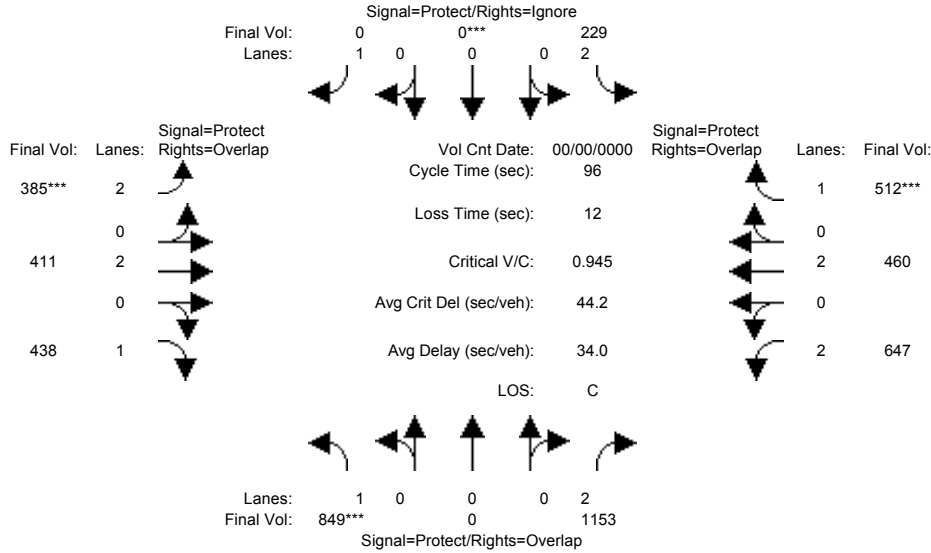 Signal=Protect/Rights=Ignore
Final Vol: 0 0*** 229
Lanes: 1 0 0 0 2
Signal=Protect Signal=Protect
Final Vol: Lanes: Rights=Overlap Vol Cnt Date: 00/00/0000 Rights=Overlap Lanes: Final Vol:
Cycle Time (sec): 96
385*** 2 1 512***
Loss Time (sec): 12
0 0
411 2 Critical V/C: 0.945 2 460
0 Avg Crit Del (sec/veh): 44.2 0
438 1 Avg Delay (sec/veh): 34.0 2 647
LOS: C
Lanes: 1 0 0 0 2
Final Vol: 849*** 0 1153
Signal=Protect/Rights=Overlap